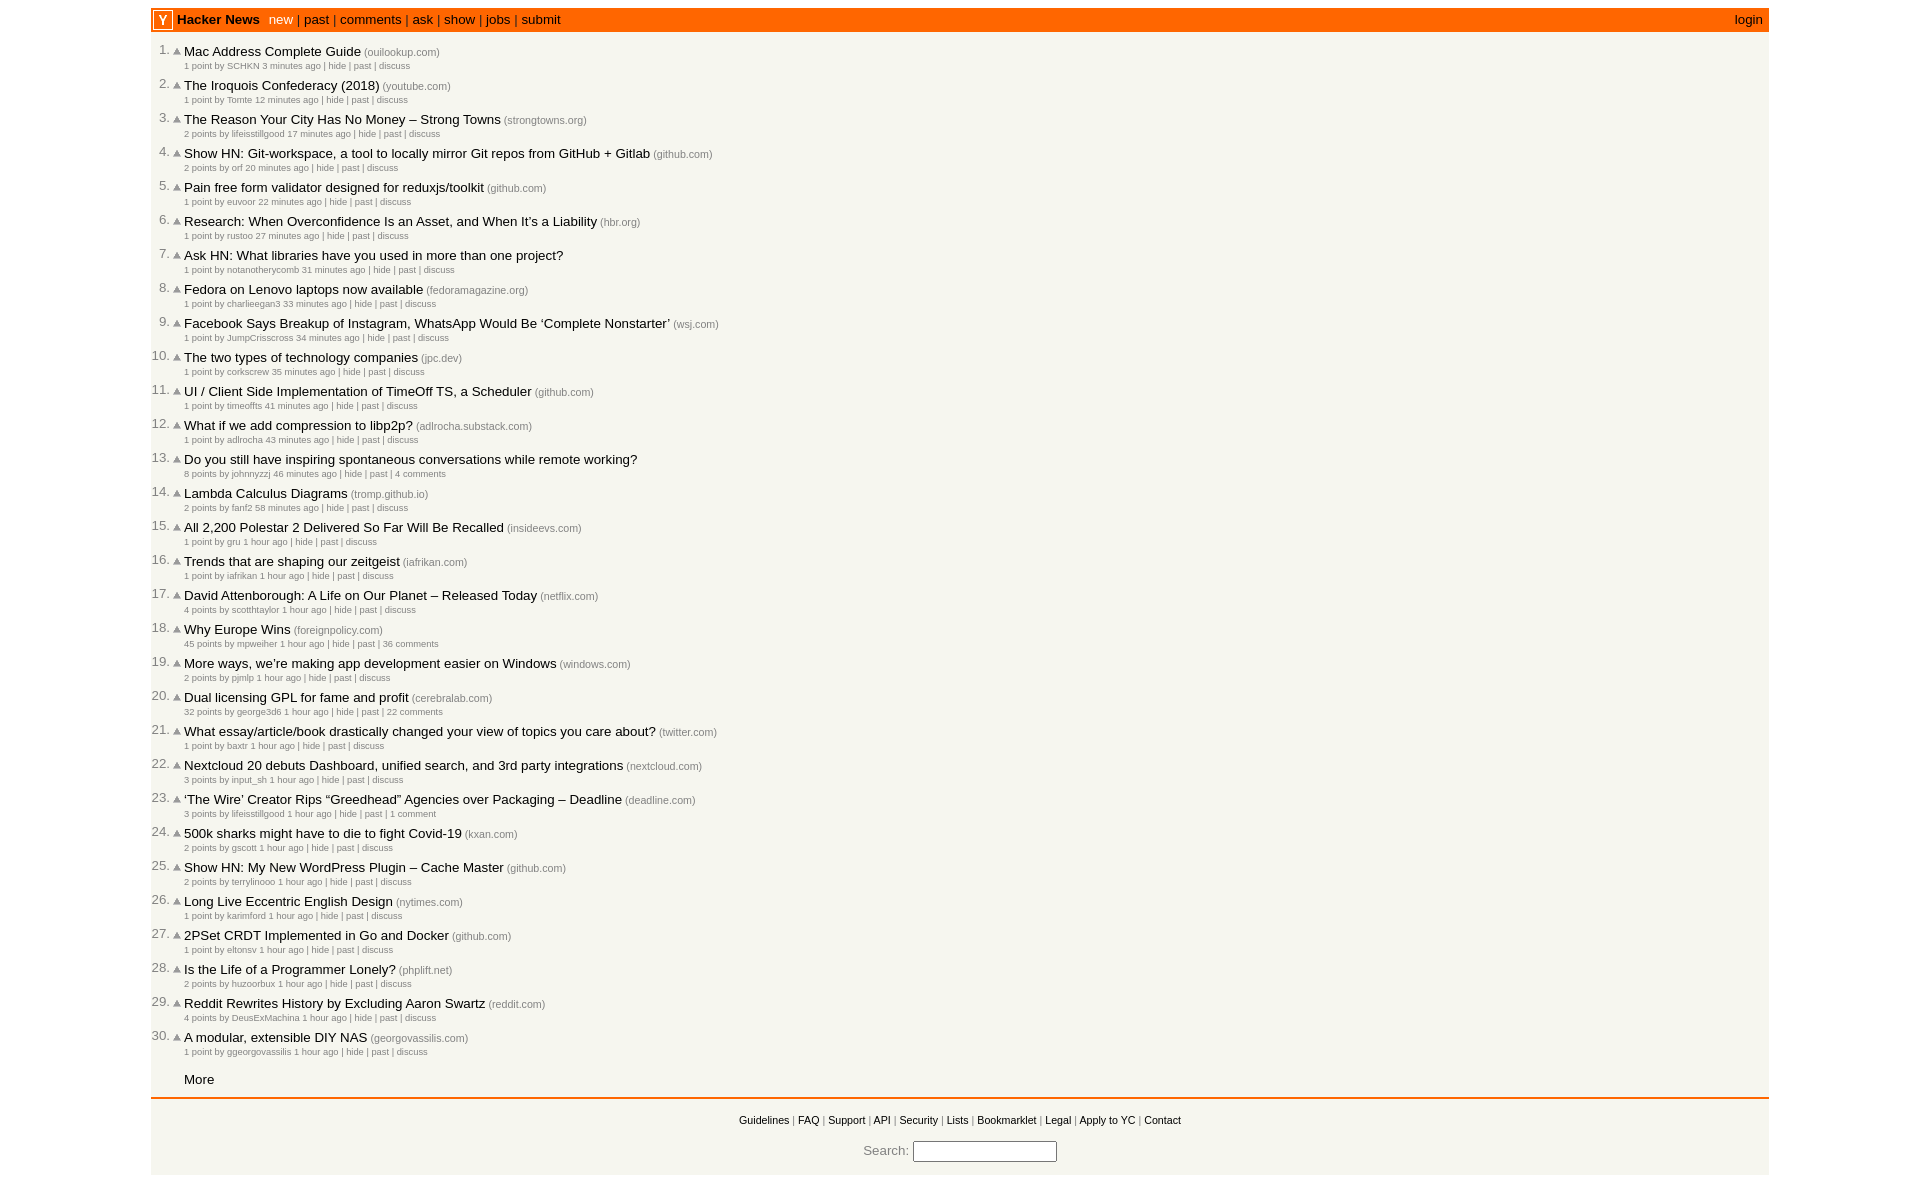 Y Hacker News new | past | comments | ask | show | jobs | submit login
1. Mac Address Complete Guide (ouilookup.com)
1 point by SCHKN 3 minutes ago | hide | past | discuss
2. The Iroquois Confederacy (2018) (youtube.com)
1 point by Tomte 12 minutes ago | hide | past | discuss
3. The Reason Your City Has No Money – Strong Towns (strongtowns.org)
2 points by lifeisstillgood 17 minutes ago | hide | past | discuss
4. Show HN: Git-workspace, a tool to locally mirror Git repos from GitHub + Gitlab (github.com)
2 points by orf 20 minutes ago | hide | past | discuss
5. Pain free form validator designed for reduxjs/toolkit (github.com)
1 point by euvoor 22 minutes ago | hide | past | discuss
6. Research: When Overconfidence Is an Asset, and When It’s a Liability (hbr.org)
1 point by rustoo 27 minutes ago | hide | past | discuss
7. Ask HN: What libraries have you used in more than one project?
1 point by notanotherycomb 31 minutes ago | hide | past | discuss
8. Fedora on Lenovo laptops now available (fedoramagazine.org)
1 point by charlieegan3 33 minutes ago | hide | past | discuss
9. Facebook Says Breakup of Instagram, WhatsApp Would Be ‘Complete Nonstarter’ (wsj.com)
1 point by JumpCrisscross 34 minutes ago | hide | past | discuss
10. The two types of technology companies (jpc.dev)
1 point by corkscrew 35 minutes ago | hide | past | discuss
11. UI / Client Side Implementation of TimeOff TS, a Scheduler (github.com)
1 point by timeoffts 41 minutes ago | hide | past | discuss
12. What if we add compression to libp2p? (adlrocha.substack.com)
1 point by adlrocha 43 minutes ago | hide | past | discuss
13. Do you still have inspiring spontaneous conversations while remote working?
8 points by johnnyzzj 46 minutes ago | hide | past | 4 comments
14. Lambda Calculus Diagrams (tromp.github.io)
2 points by fanf2 58 minutes ago | hide | past | discuss
15. All 2,200 Polestar 2 Delivered So Far Will Be Recalled (insideevs.com)
1 point by gru 1 hour ago | hide | past | discuss
16. Trends that are shaping our zeitgeist (iafrikan.com)
1 point by iafrikan 1 hour ago | hide | past | discuss
17. David Attenborough: A Life on Our Planet – Released Today (netflix.com)
4 points by scotthtaylor 1 hour ago | hide | past | discuss
18. Why Europe Wins (foreignpolicy.com)
45 points by mpweiher 1 hour ago | hide | past | 36 comments
19. More ways, we’re making app development easier on Windows (windows.com)
2 points by pjmlp 1 hour ago | hide | past | discuss
20. Dual licensing GPL for fame and profit (cerebralab.com)
32 points by george3d6 1 hour ago | hide | past | 22 comments
21. What essay/article/book drastically changed your view of topics you care about? (twitter.com)
1 point by baxtr 1 hour ago | hide | past | discuss
22. Nextcloud 20 debuts Dashboard, unified search, and 3rd party integrations (nextcloud.com)
3 points by input_sh 1 hour ago | hide | past | discuss
23. ‘The Wire’ Creator Rips “Greedhead” Agencies over Packaging – Deadline (deadline.com)
3 points by lifeisstillgood 1 hour ago | hide | past | 1 comment
24. 500k sharks might have to die to fight Covid-19 (kxan.com)
2 points by gscott 1 hour ago | hide | past | discuss
25. Show HN: My New WordPress Plugin – Cache Master (github.com)
2 points by terrylinooo 1 hour ago | hide | past | discuss
26. Long Live Eccentric English Design (nytimes.com)
1 point by karimford 1 hour ago | hide | past | discuss
27. 2PSet CRDT Implemented in Go and Docker (github.com)
1 point by eltonsv 1 hour ago | hide | past | discuss
28. Is the Life of a Programmer Lonely? (phplift.net)
2 points by huzoorbux 1 hour ago | hide | past | discuss
29. Reddit Rewrites History by Excluding Aaron Swartz (reddit.com)
4 points by DeusExMachina 1 hour ago | hide | past | discuss
30. A modular, extensible DIY NAS (georgovassilis.com)
1 point by ggeorgovassilis 1 hour ago | hide | past | discuss
More
Guidelines | FAQ | Support | API | Security | Lists | Bookmarklet | Legal | Apply to YC | Contact
Search: